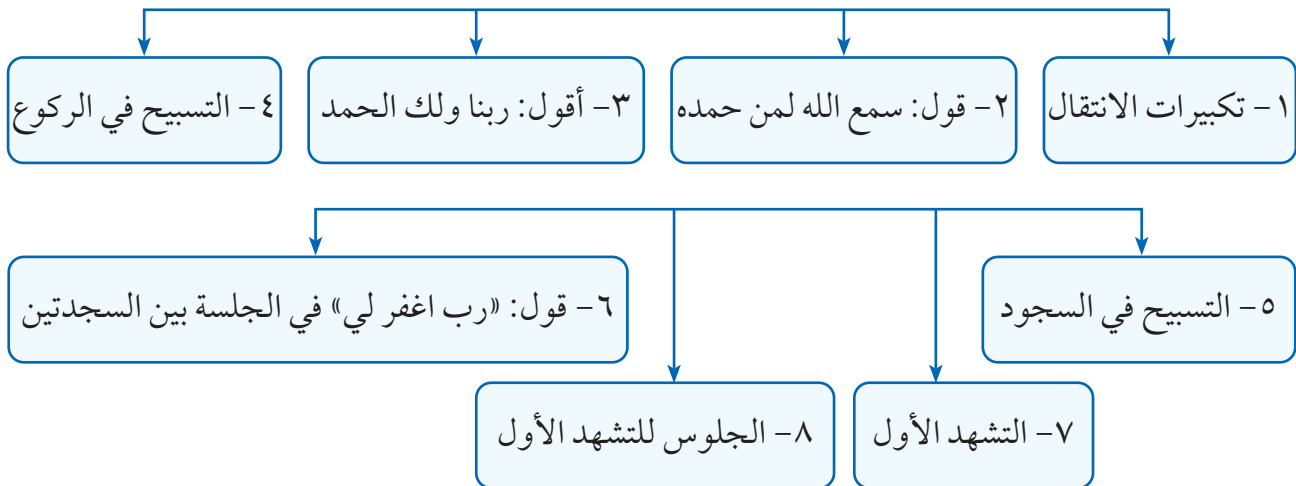 ١- تكبيرات الانتقال
٢- قول: سمع الله لمن حمده
٣- أقول: ربنا ولك الحمد
٤- التسبيح في الركوع
٥- التسبيح في السجود
٦- قول: «رب اغفر لي» في الجلسة بين السجدتين
٧- التشهد الأول
٨- الجلوس للتشهد الأول